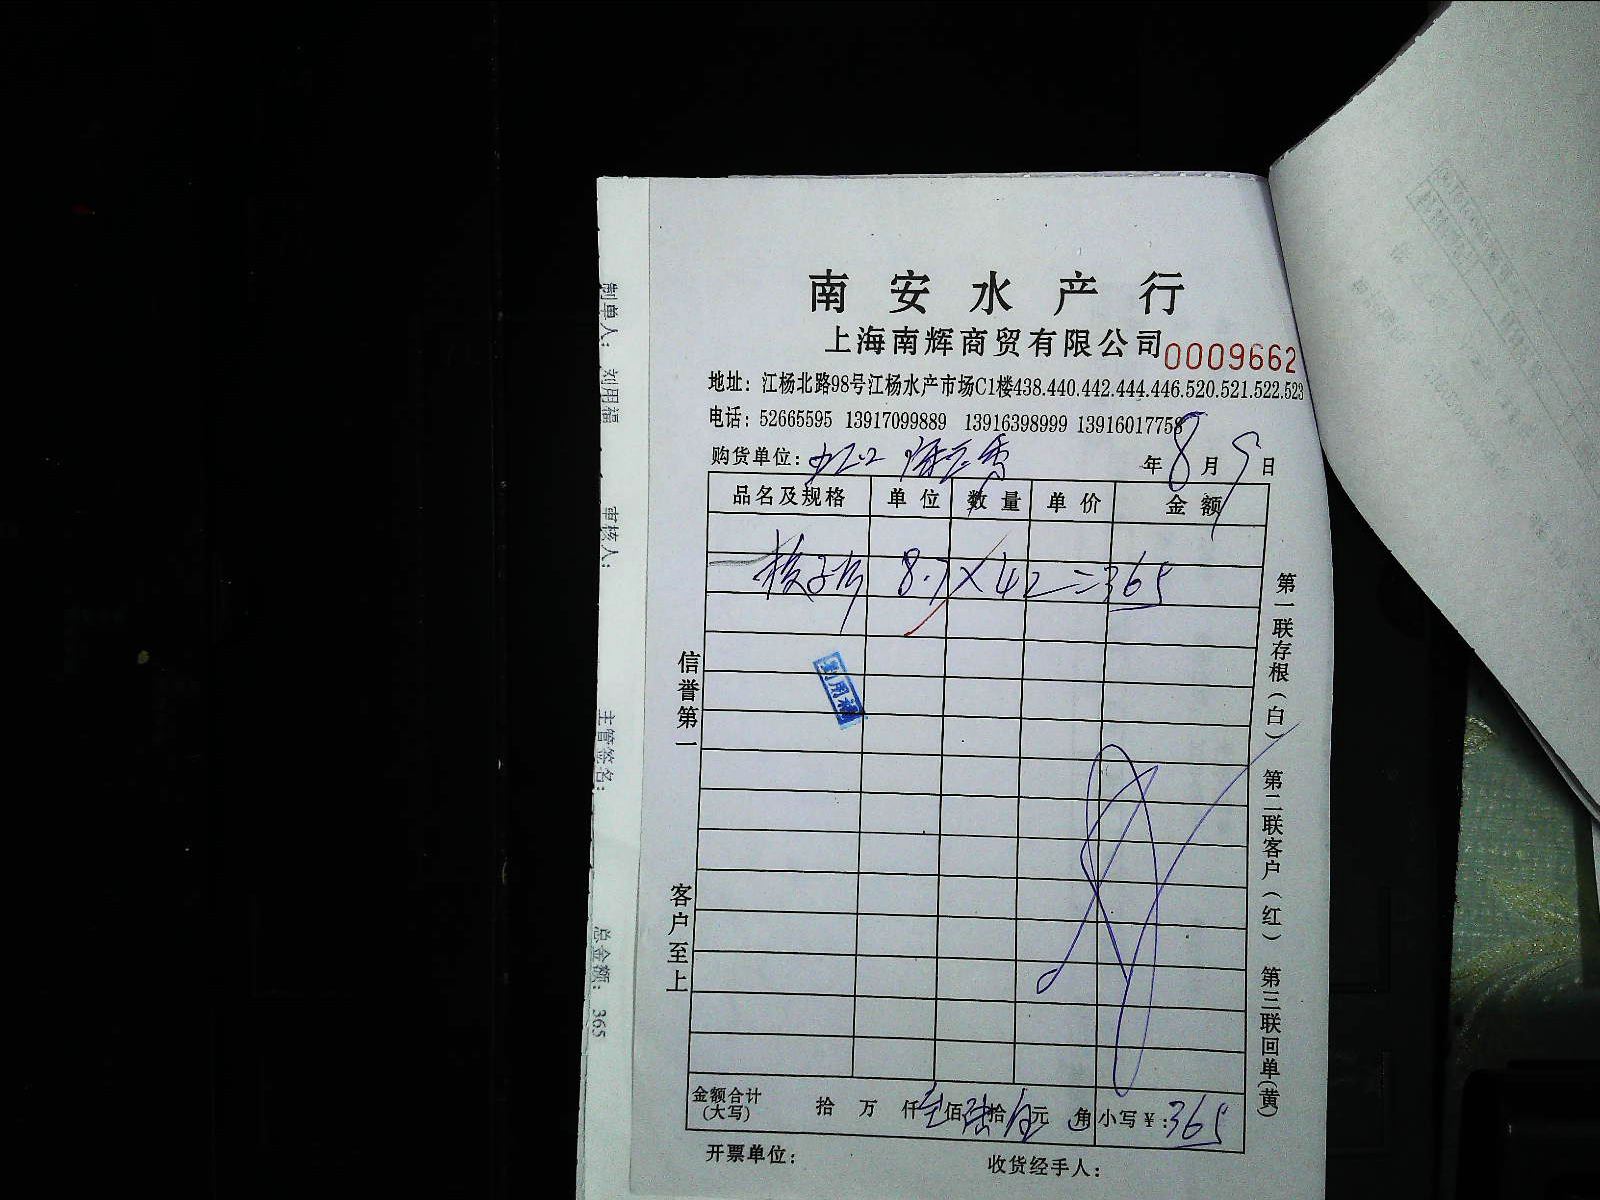 南安水产行
上海南辉商贸有限公司
0009662
地址：江杨北路98号江杨水产市场C1楼438.440.442.444.446.520.521.522.523
电话：52665595 13917099889 13916398999 13916017758
购货单位：
年8月9日
品名及规格 单位 数量 单价 金额
8.7×42=365
刘用福
信誉第一
客户至上
第一联存根（白） 第二联客户（红） 第三联回单（黄）
金额合计（大写） 拾 万 仟 叁佰 陆拾 伍元 角 小写￥：365
开票单位： 收货经手人：
制单人：刘用福 审核人： 主管签名： 总金额：365